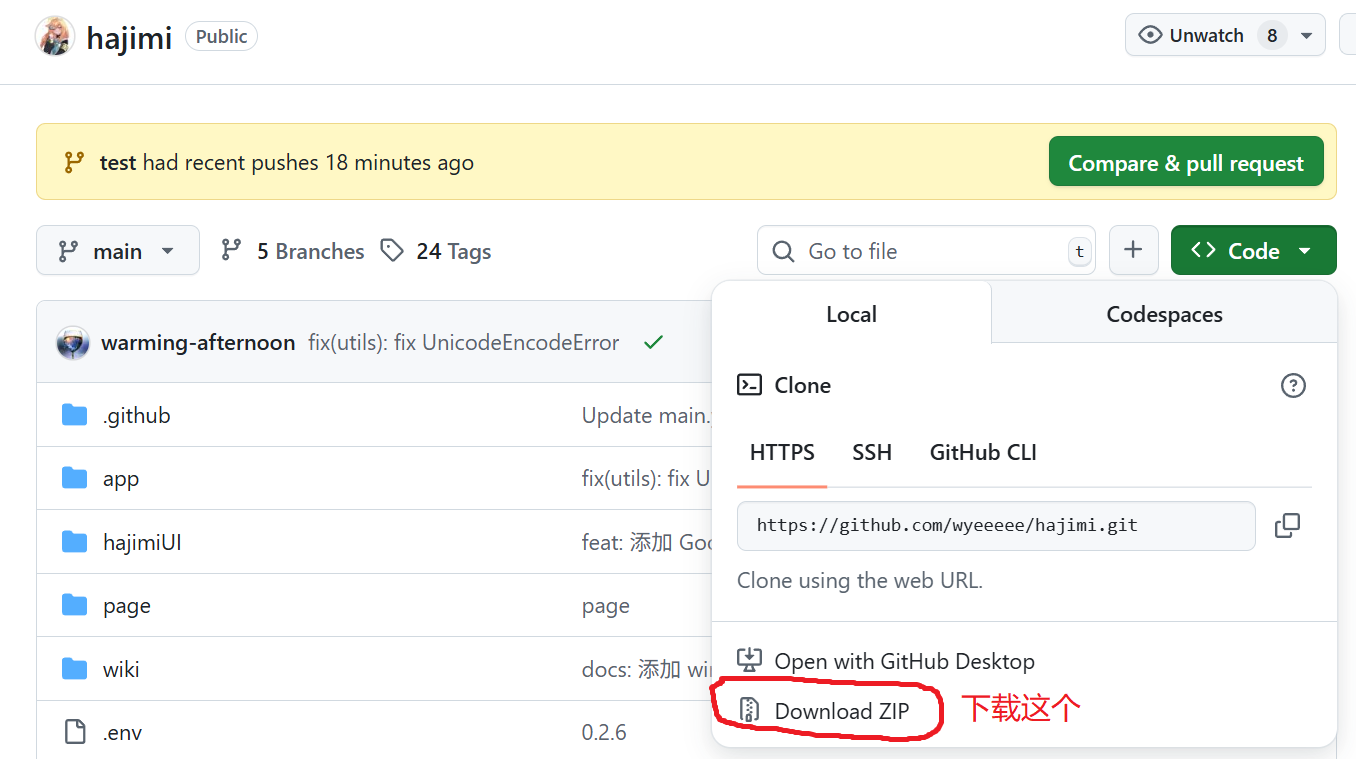 hajimi Public
Unwatch 8
test had recent pushes 18 minutes ago
Compare & pull request
main
5 Branches
24 Tags
Go to file
t
Code
Local
Codespaces
warming-afternoon fix(utils): fix UnicodeEncodeError
Clone
.github Update main.
HTTPS
SSH
GitHub CLI
app fix(utils): fix U
https://github.com/wyeeeee/hajimi.git
hajimiUI feat: 添加 Goo
Clone using the web URL.
page page
wiki docs: 添加 win
Open with GitHub Desktop
Download ZIP
下载这个
.env 0.2.6